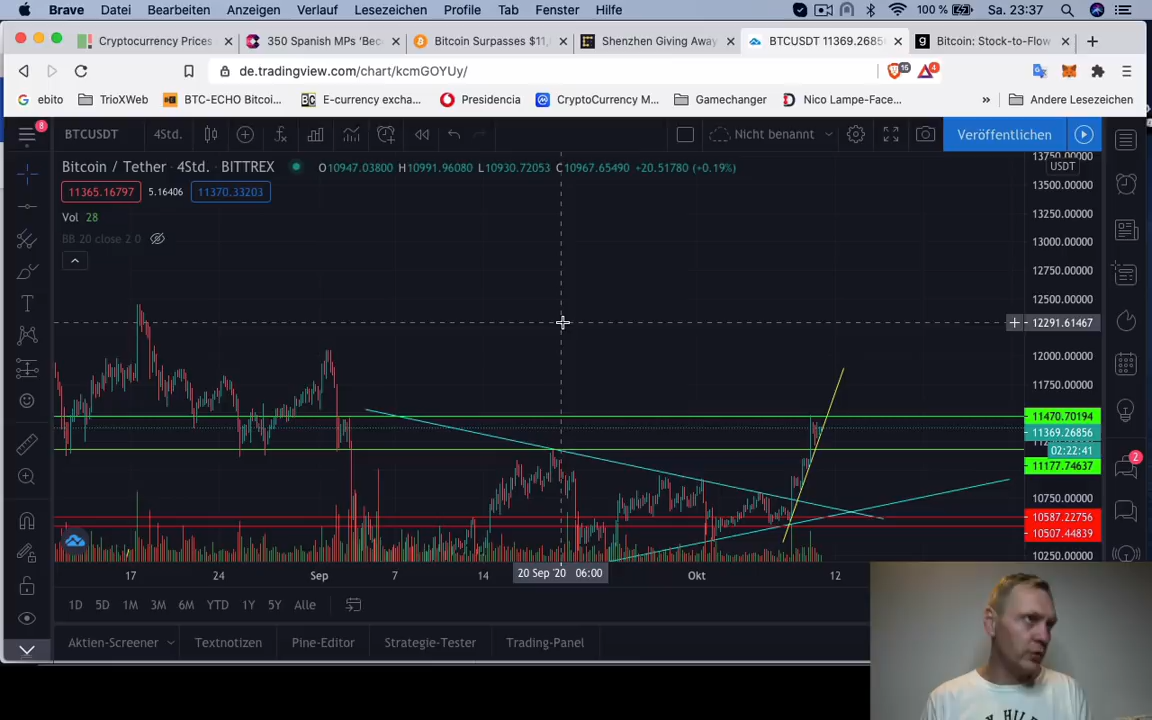 Brave Ablage Bearbeiten Anzeigen Verlauf Lesezeichen Profile Tab Fenster Hilfe 100 % Sa. 23:37
Cryptocurrency Prices 350 Spanish MPs 'Bec Bitcoin Surpasses $11, Shenzhen Giving Away BTCUSDT 11369.2685 Bitcoin: Stock-to-Flow
de.tradingview.com/chart/kcmGOYUy/ 16 4
ebito TrioXWeb BTC-ECHO Bitcoi... E-currency excha... Presidencia CryptoCurrency M... Gamechanger Nico Lampe-Face... » Andere Lesezeichen
8 BTCUSDT 4Std. Nicht benannt Veröffentlichen
Bitcoin / Tether · 4Std. · BITTREX O10947.03800 H10991.96080 L10930.72053 C10967.65490 +20.51780 (+0.19%)
13750.00000
USDT
11365.16797 5.16406 11370.33203
13500.00000
Vol 28
13250.00000
BB 20 close 2 0
13000.00000
12750.00000
12500.00000
12291.61467
12000.00000
11750.00000
11470.70194
11369.26856
02:22:41
11177.74637
2
10750.00000
10587.22756
10507.44839
10250.00000
17 24 Sep 7 14 20 Sep '20 06:00 Okt 12
1D 5D 1M 3M 6M YTD 1Y 5Y Alle
Aktien-Screener Textnotizen Pine-Editor Strategie-Tester Trading-Panel